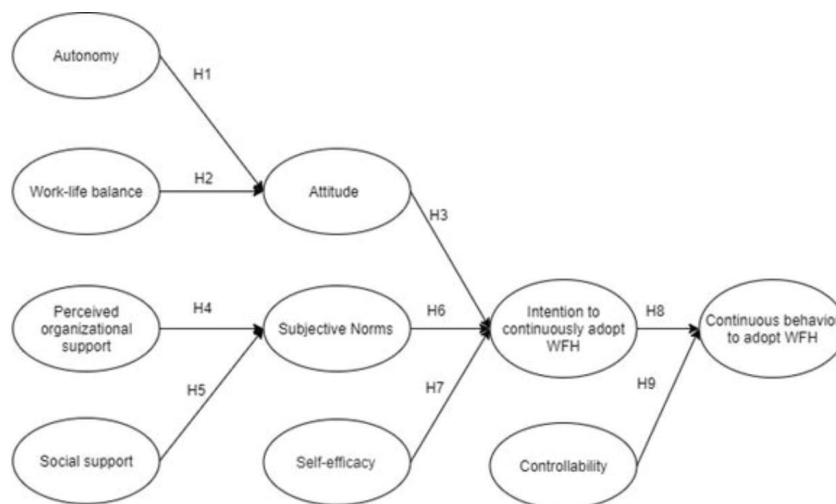 Autonomy
H1
Work-life balance
H2
Attitude
H3
Perceived
organizational
support
H4
Subjective Norms
H6
Intention to
continuously adopt
WFH
H8
Continuous behavior
to adopt WFH
H5
H7
H9
Social support
Self-efficacy
Controllability